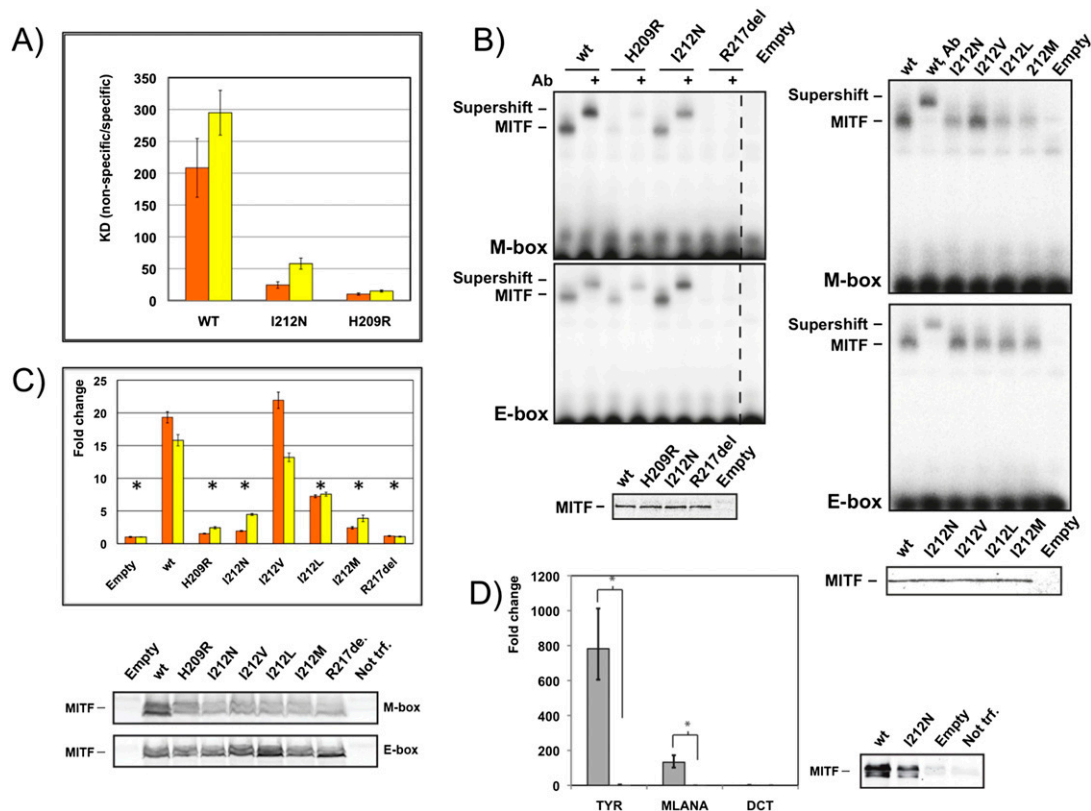 A)
KD (non-specific/specific)
350
300
250
200
150
100
50
0
WT I212N H209R
B)
wt H209R I212N R217del Empty
Ab + + + +
Supershift –
MITF –
M-box
Supershift –
MITF –
E-box
wt H209R I212N R217del Empty
MITF –
wt wt, Ab I212N I212V I212L 212M Empty
Supershift –
MITF –
M-box
Supershift –
MITF –
E-box
wt I212N I212V I212L I212M Empty
MITF –
C)
Fold change
25
20
15
10
5
0
* * * * * *
Empty wt H209R I212N I212V I212L I212M R217del
Empty wt H209R I212N I212V I212L I212M R217de. Not trf.
MITF – M-box
MITF – E-box
D)
Fold change
1200
1000
800
600
400
200
0
*
*
TYR MLANA DCT
wt I212N Empty Not trf.
MITF –